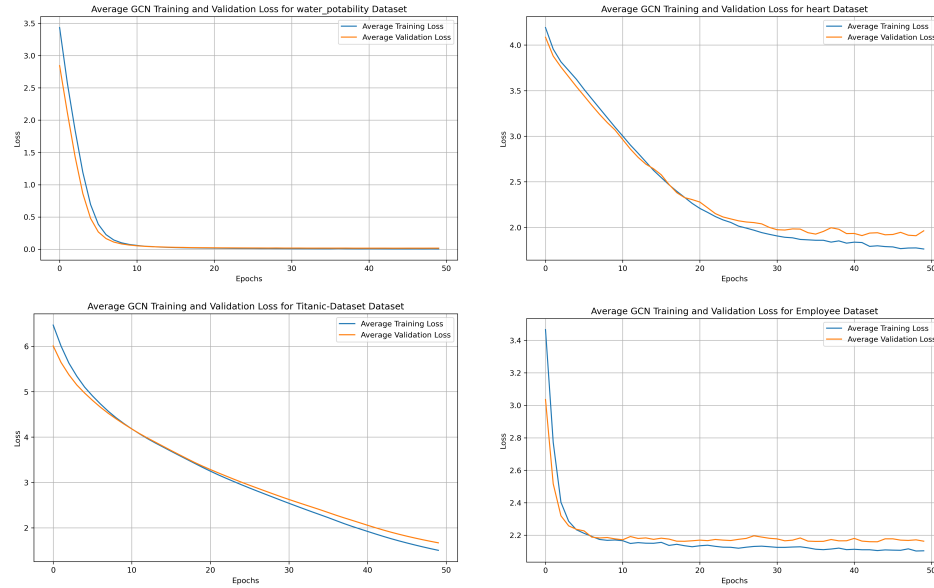 Average GCN Training and Validation Loss for water_potability Dataset
3.5
3.0
2.5
2.0
1.5
1.0
0.5
0.0
Loss
Average Training Loss
Average Validation Loss
0
10
20
30
40
50
Epochs
Average GCN Training and Validation Loss for heart Dataset
4.0
3.5
3.0
2.5
2.0
Loss
Average Training Loss
Average Validation Loss
0
10
20
30
40
50
Epochs
Average GCN Training and Validation Loss for Titanic-Dataset Dataset
6
5
4
3
2
Loss
Average Training Loss
Average Validation Loss
0
10
20
30
40
50
Epochs
Average GCN Training and Validation Loss for Employee Dataset
3.4
3.2
3.0
2.8
2.6
2.4
2.2
Loss
Average Training Loss
Average Validation Loss
0
10
20
30
40
50
Epochs